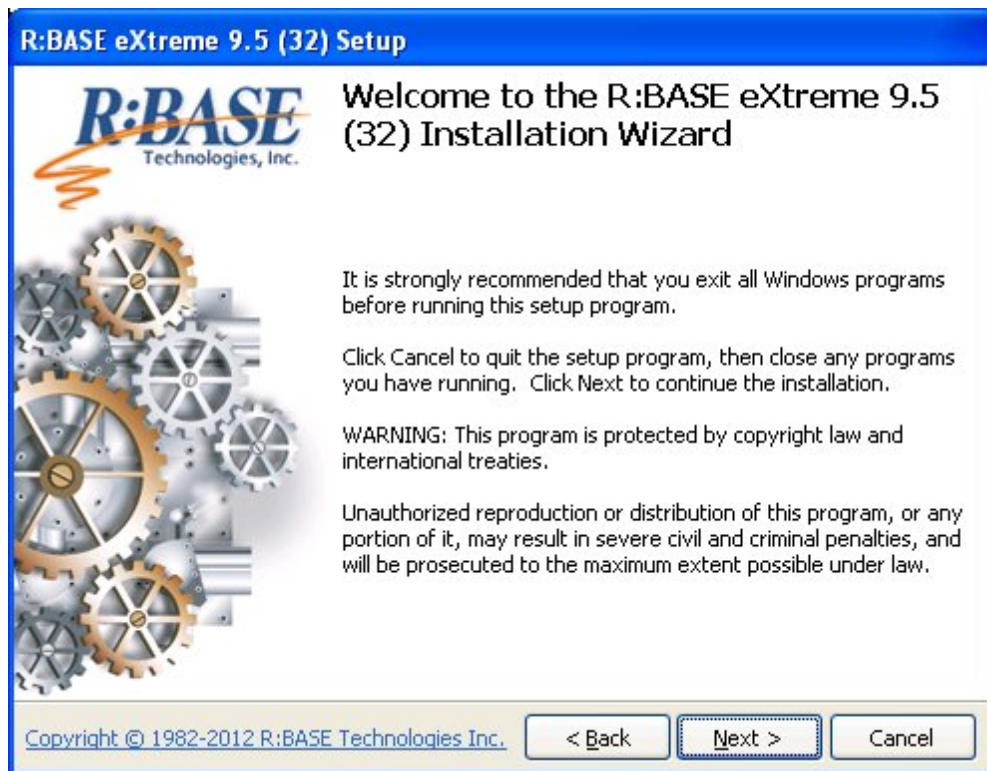 R:BASE eXtreme 9.5 (32) Setup
R:BASE
Technologies, Inc.
Welcome to the R:BASE eXtreme 9.5
(32) Installation Wizard
It is strongly recommended that you exit all Windows programs
before running this setup program.
Click Cancel to quit the setup program, then close any programs
you have running.  Click Next to continue the installation.
WARNING: This program is protected by copyright law and
international treaties.
Unauthorized reproduction or distribution of this program, or any
portion of it, may result in severe civil and criminal penalties, and
will be prosecuted to the maximum extent possible under law.
Copyright © 1982-2012 R:BASE Technologies Inc.
< Back
Next >
Cancel